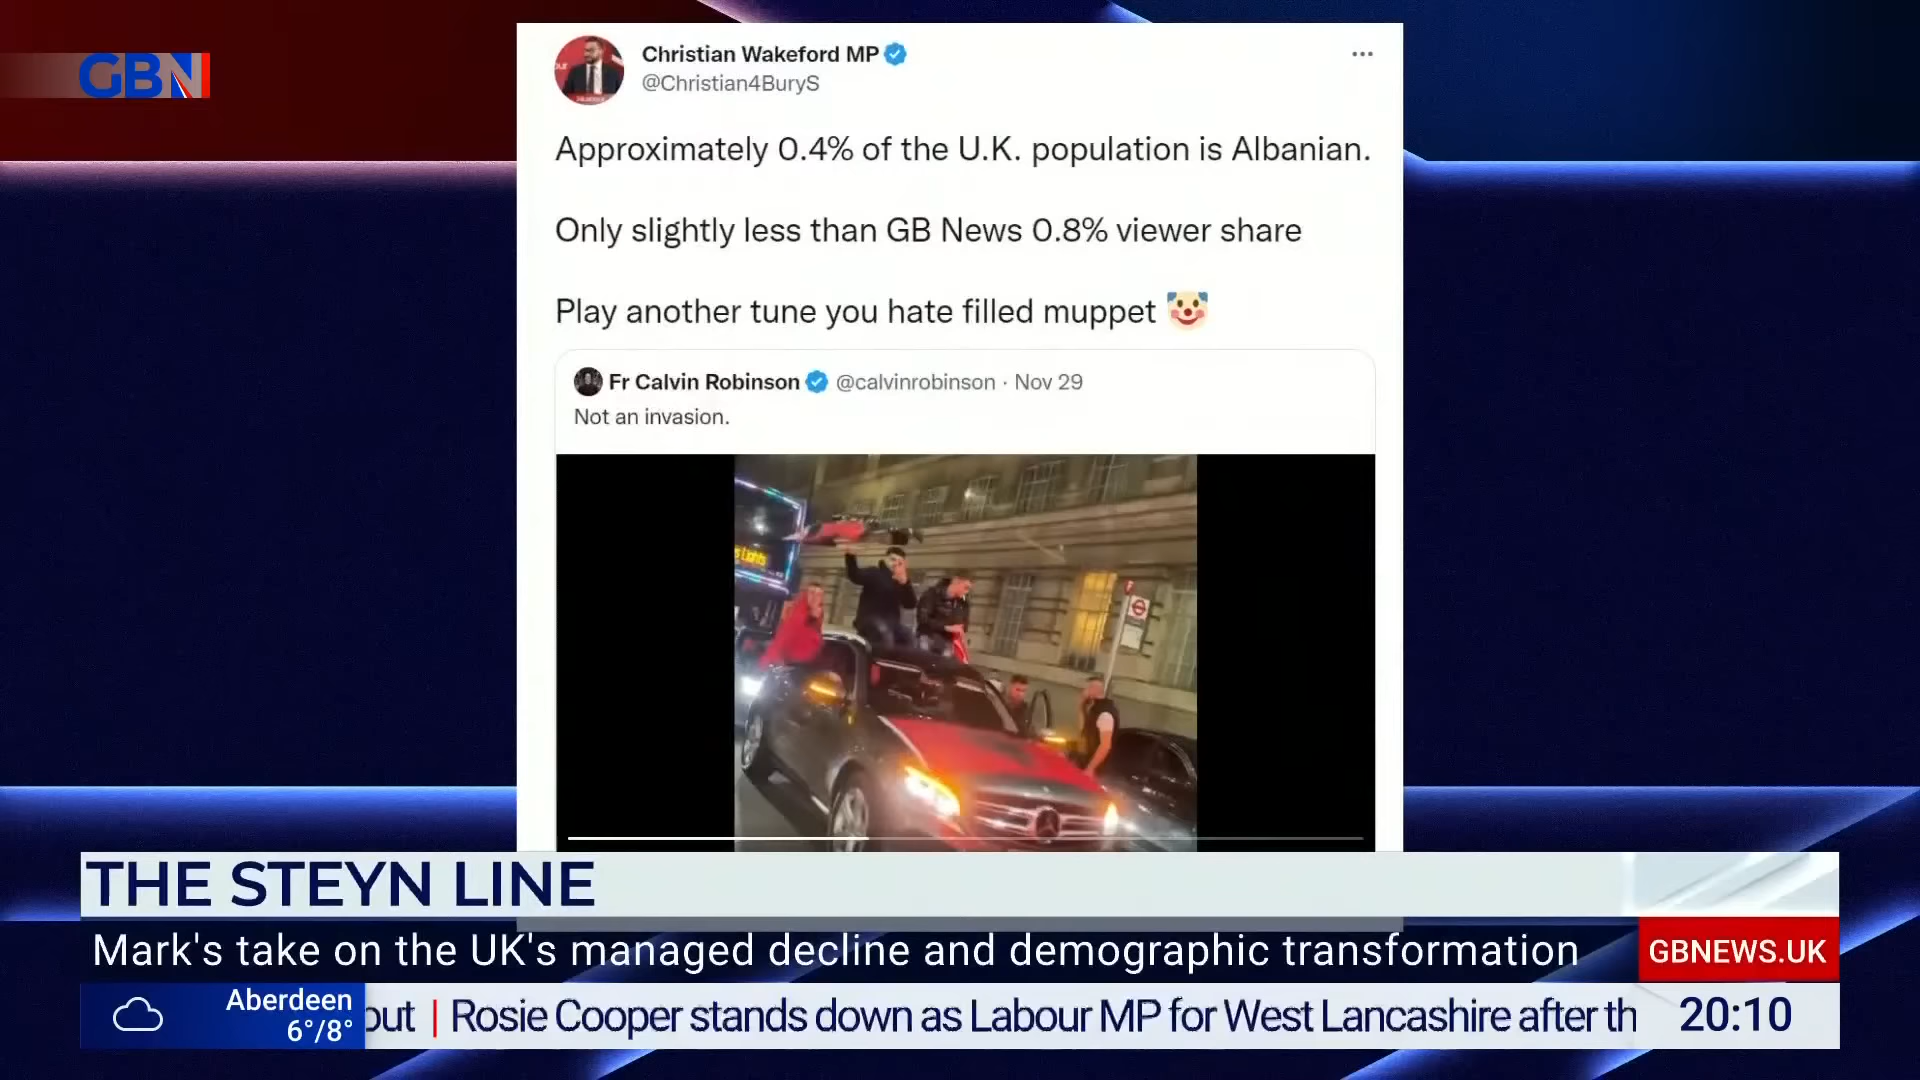 GBN
Christian Wakeford MP
@Christian4BuryS
Approximately 0.4% of the U.K. population is Albanian.
Only slightly less than GB News 0.8% viewer share
Play another tune you hate filled muppet 🤡
Fr Calvin Robinson @calvinrobinson · Nov 29
Not an invasion.
s Lights
THE STEYN LINE
Mark's take on the UK's managed decline and demographic transformation
GBNEWS.UK
Aberdeen
6°/8°
out | Rosie Cooper stands down as Labour MP for West Lancashire after th
20:10